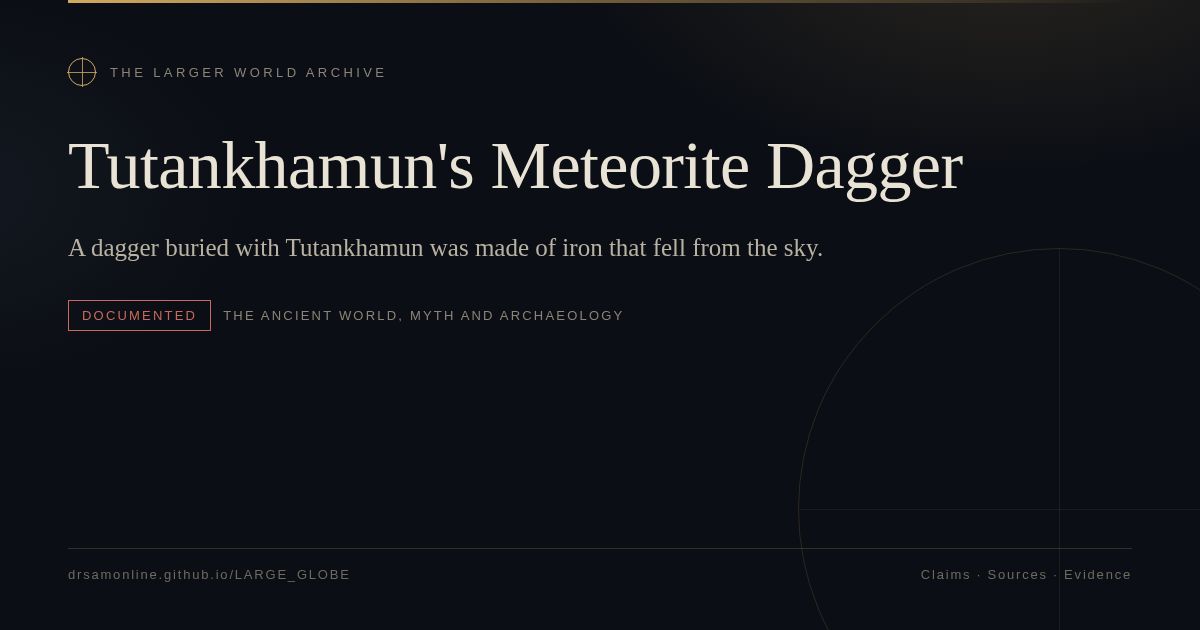 THE LARGER WORLD ARCHIVE
Tutankhamun's Meteorite Dagger
A dagger buried with Tutankhamun was made of iron that fell from the sky.
DOCUMENTED THE ANCIENT WORLD, MYTH AND ARCHAEOLOGY
drsamonline.github.io/LARGE_GLOBE Claims · Sources · Evidence